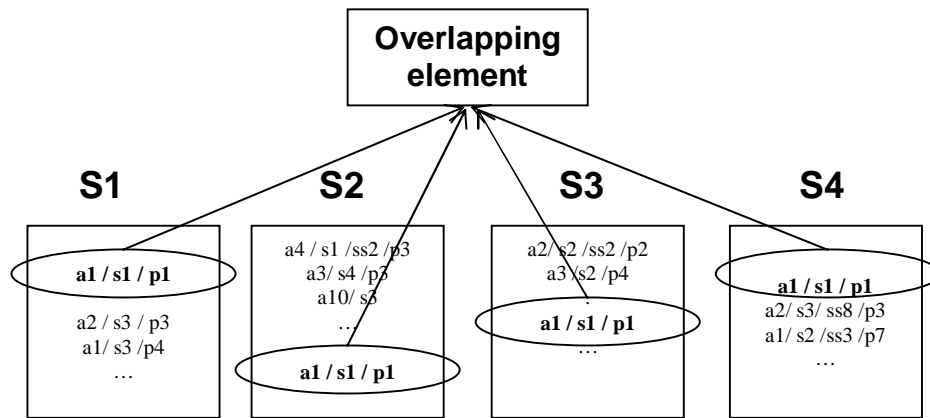 Overlapping
element
S1
S2
S3
S4
a1 / s1 / p1
a2 / s3 / p3
a1/ s3 /p4
…
a4 / s1 /ss2 /p3
a3/ s4 /p3
a10/ s3
…
a1 / s1 / p1
a2/ s2 /ss2 /p2
a3 /s2 /p4
.
a1 / s1 / p1
…
a1 / s1 / p1
a2/ s3/ ss8 /p3
a1/ s2 /ss3 /p7
…